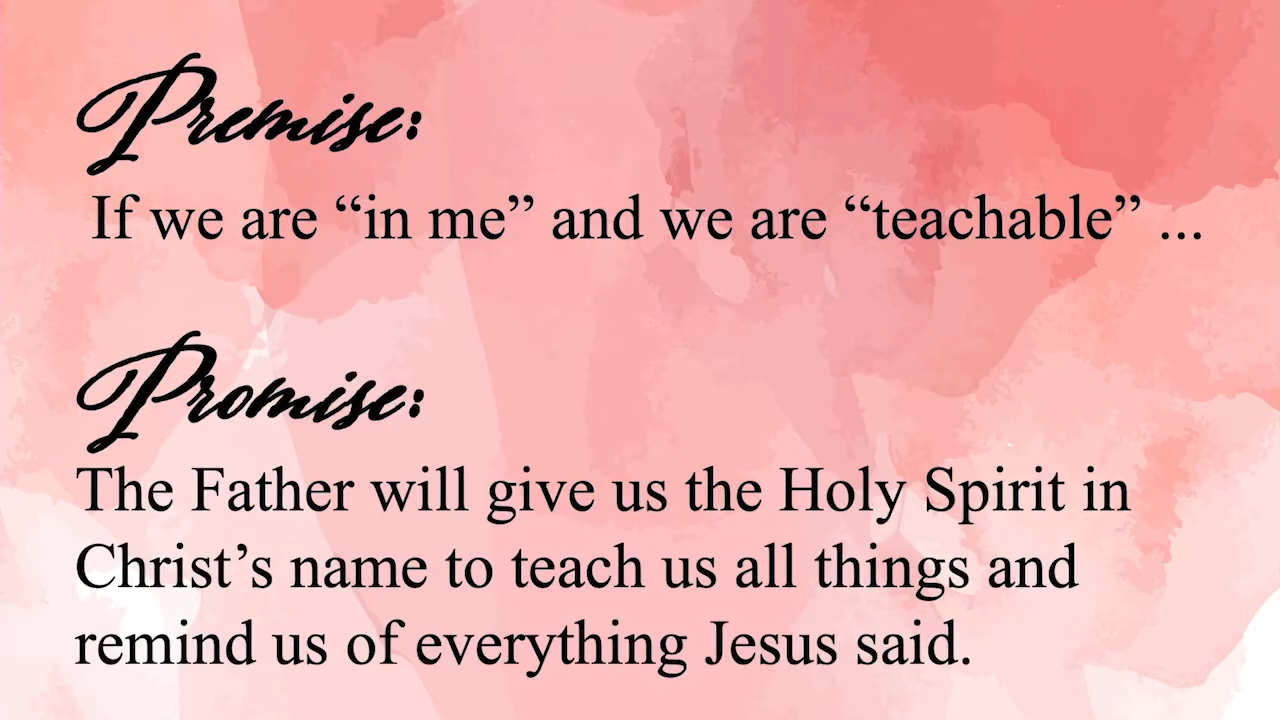 Premise:
If we are “in me” and we are “teachable” ...
Promise:
The Father will give us the Holy Spirit in
Christ’s name to teach us all things and
remind us of everything Jesus said.